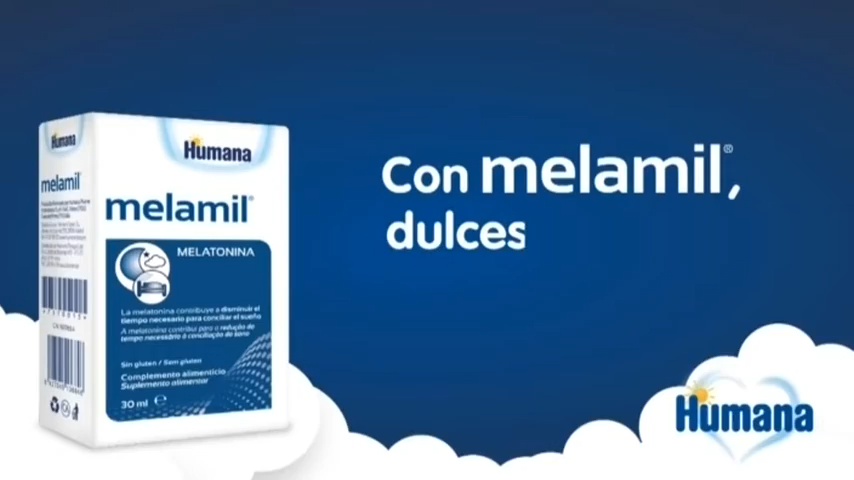 Humana
melamil
Humana
melamil®
MELATONINA
La melatonina contribuye a disminuir el
tiempo necesario para conciliar el sueño
A melatonina contribui para a redução do
tempo necessário à conciliação do sono
Sin gluten / Sem glúten
Complemento alimenticio
Suplemento alimentar
30 ml ℮
Con melamil®,
dulces
Humana